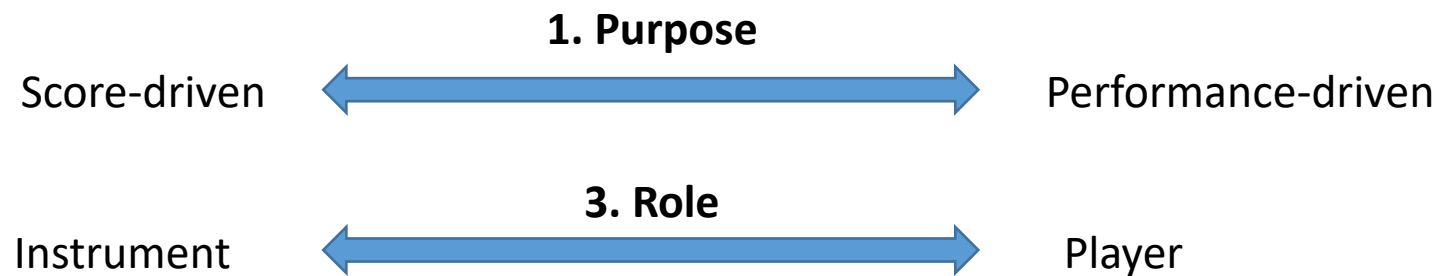 1. Purpose
Score-driven Performance-driven
3. Role
Instrument Player